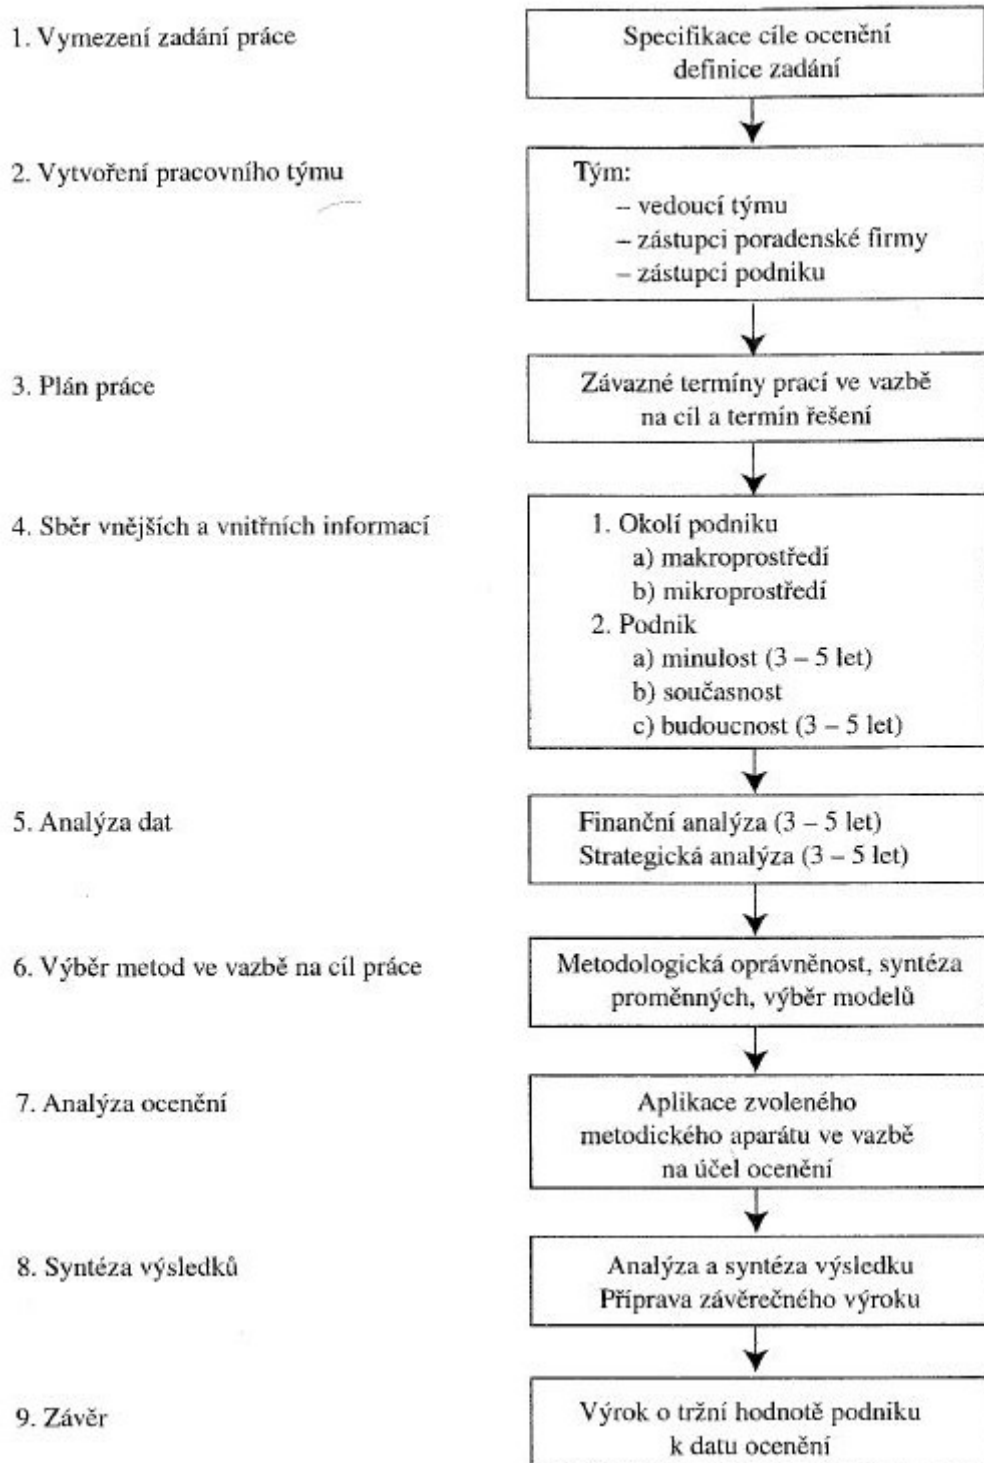 1. Vymezení zadání práce
Specifikace cíle ocenění
definice zadání
2. Vytvoření pracovního týmu
Tým:
– vedoucí týmu
– zástupci poradenské firmy
– zástupci podniku
3. Plán práce
Závazné termíny prací ve vazbě
na cíl a termín řešení
4. Sběr vnějších a vnitřních informací
1. Okolí podniku
a) makroprostředí
b) mikroprostředí
2. Podnik
a) minulost (3 – 5 let)
b) současnost
c) budoucnost (3 – 5 let)
5. Analýza dat
Finanční analýza (3 – 5 let)
Strategická analýza (3 – 5 let)
6. Výběr metod ve vazbě na cíl práce
Metodologická oprávněnost, syntéza
proměnných, výběr modelů
7. Analýza ocenění
Aplikace zvoleného
metodického aparátu ve vazbě
na účel ocenění
8. Syntéza výsledků
Analýza a syntéza výsledku
Příprava závěrečného výroku
9. Závěr
Výrok o tržní hodnotě podniku
k datu ocenění